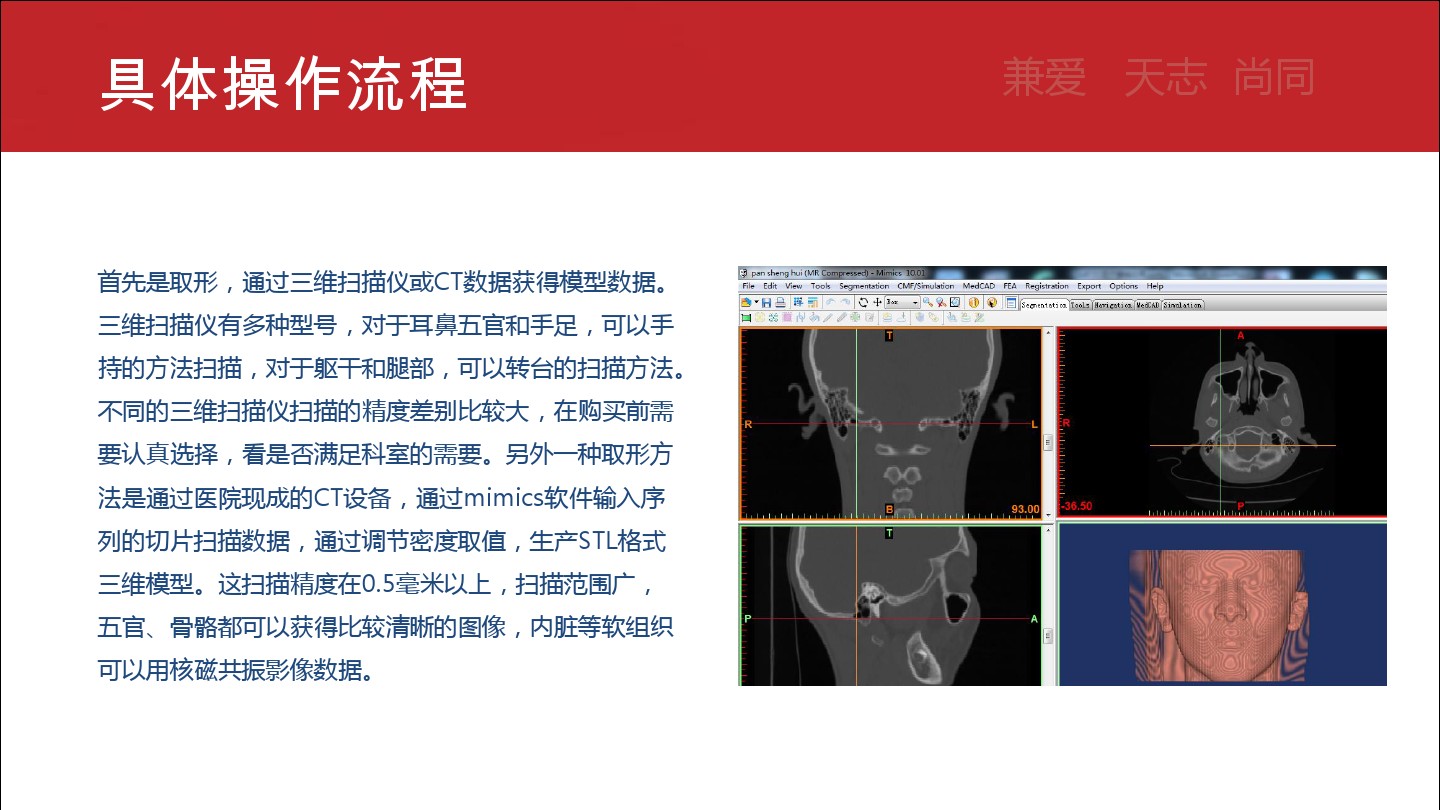 具体操作流程
兼爱 天志 尚同
首先是取形，通过三维扫描仪或CT数据获得模型数据。
三维扫描仪有多种型号，对于耳鼻五官和手足，可以手
持的方法扫描，对于躯干和腿部，可以转台的扫描方法。
不同的三维扫描仪扫描的精度差别比较大，在购买前需
要认真选择，看是否满足科室的需要。另外一种取形方
法是通过医院现成的CT设备，通过mimics软件输入序
列的切片扫描数据，通过调节密度取值，生产STL格式
三维模型。这扫描精度在0.5毫米以上，扫描范围广，
五官、骨骼都可以获得比较清晰的图像，内脏等软组织
可以用核磁共振影像数据。
pan sheng hui (MR Compressed) - Mimics 10.01
File Edit View Tools Segmentation CMF/Simulation MedCAD FEA Registration Export Options Help
Segmentation Tools Navigation MedCAD Simulation
T
R
L
B
93.00
A
R
P
-36.50
T
P
A